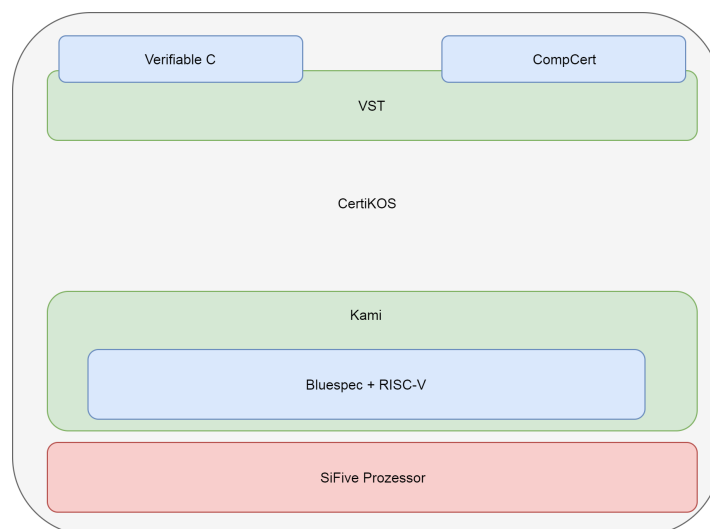 Verifiable C
CompCert
VST
CertiKOS
Kami
Bluespec + RISC-V
SiFive Prozessor